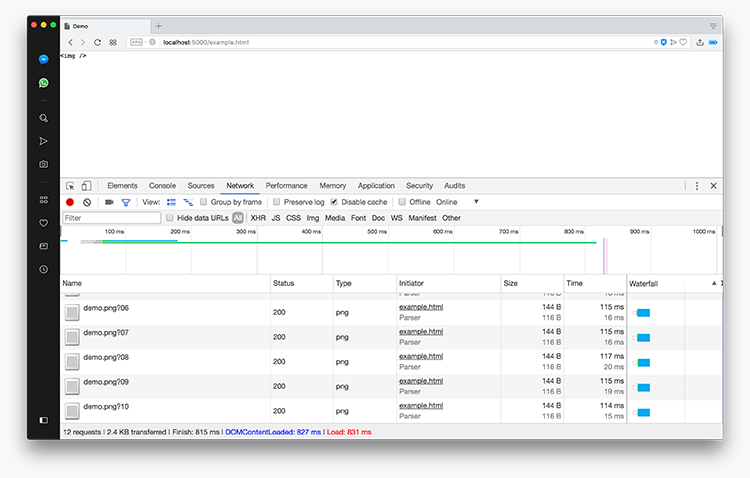 Demo
VPN localhost:5000/example.html 0
<img />
Elements Console Sources Network Performance Memory Application Security Audits
View: Group by frame Preserve log Disable cache Offline Online
Filter Hide data URLs All XHR JS CSS Img Media Font Doc WS Manifest Other
100 ms 200 ms 300 ms 400 ms 500 ms 600 ms 700 ms 800 ms 900 ms 1000 ms
Name Status Type Initiator Size Time Waterfall
Parser 116 B 16 ms
demo.png?06 200 png example.html 144 B 115 ms
Parser 116 B 16 ms
demo.png?07 200 png example.html 144 B 115 ms
Parser 116 B 16 ms
demo.png?08 200 png example.html 144 B 117 ms
Parser 116 B 20 ms
demo.png?09 200 png example.html 144 B 115 ms
Parser 116 B 19 ms
demo.png?10 200 png example.html 144 B 114 ms
Parser 116 B 15 ms
12 requests | 2.4 KB transferred | Finish: 815 ms | DOMContentLoaded: 827 ms | Load: 831 ms